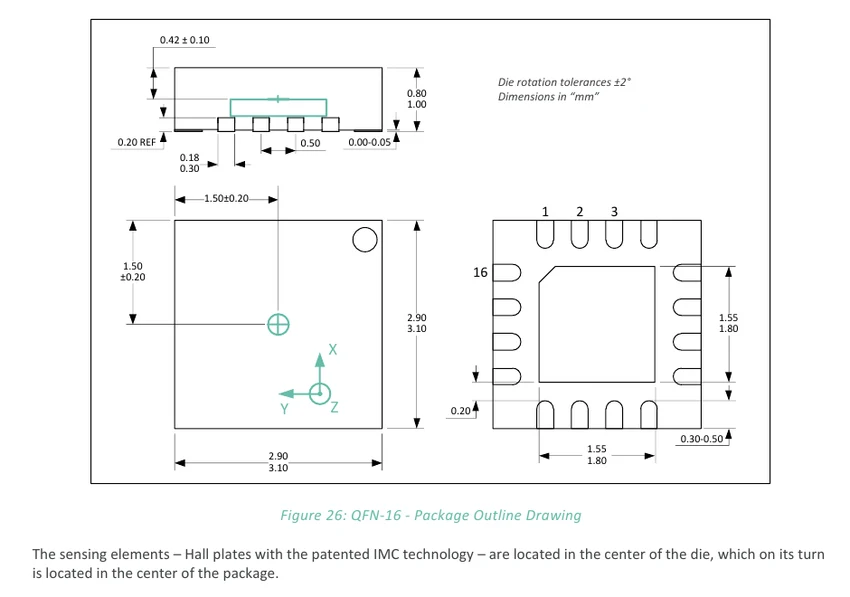 0.42 ± 0.10
Die rotation tolerances ±2°
Dimensions in “mm”
0.80
1.00
0.20 REF
0.18
0.30
0.50
0.00-0.05
1.50±0.20
1.50
±0.20
2.90
3.10
X
Y
Z
2.90
3.10
1 2 3
16
1.55
1.80
0.20
0.30-0.50
1.55
1.80
Figure 26: QFN-16 - Package Outline Drawing
The sensing elements – Hall plates with the patented IMC technology – are located in the center of the die, which on its turn
is located in the center of the package.